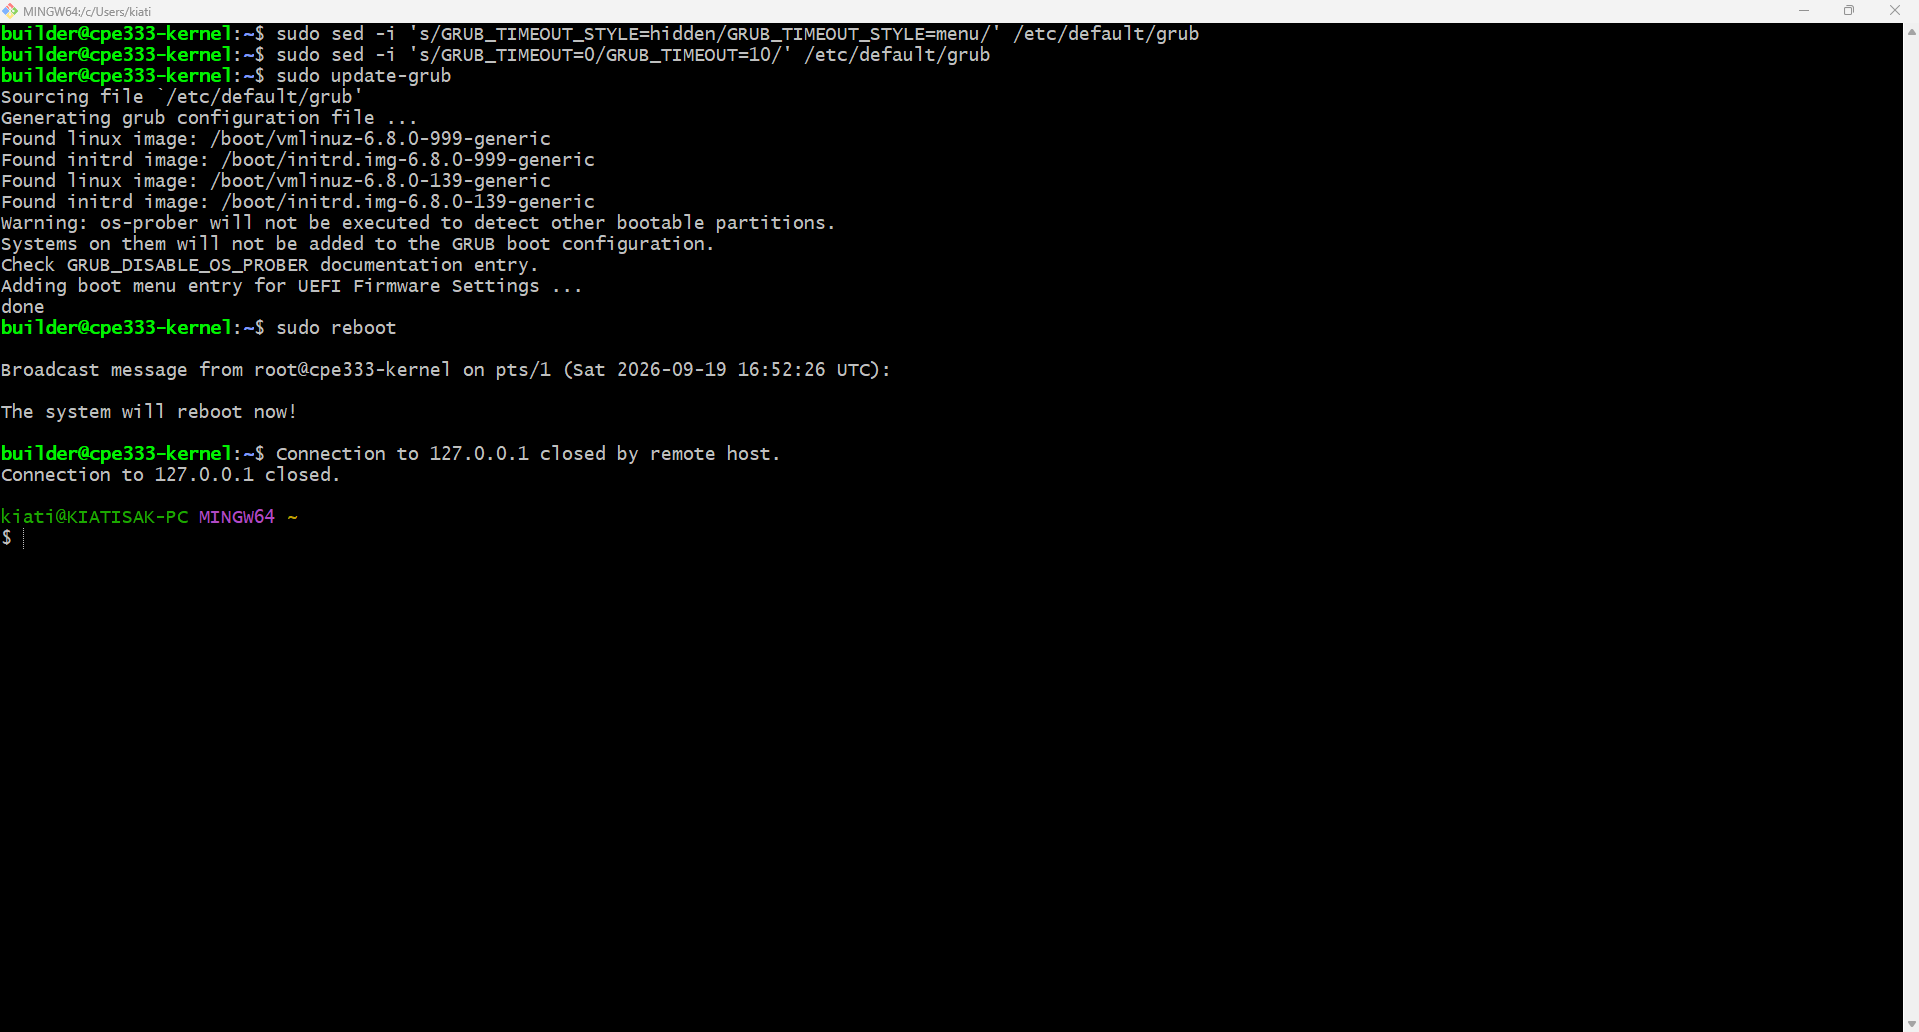 MINGW64:/c/Users/kiati
builder@cpe333-kernel:~$ sudo sed -i 's/GRUB_TIMEOUT_STYLE=hidden/GRUB_TIMEOUT_STYLE=menu/' /etc/default/grub
builder@cpe333-kernel:~$ sudo sed -i 's/GRUB_TIMEOUT=0/GRUB_TIMEOUT=10/' /etc/default/grub
builder@cpe333-kernel:~$ sudo update-grub
Sourcing file `/etc/default/grub'
Generating grub configuration file ...
Found linux image: /boot/vmlinuz-6.8.0-999-generic
Found initrd image: /boot/initrd.img-6.8.0-999-generic
Found linux image: /boot/vmlinuz-6.8.0-139-generic
Found initrd image: /boot/initrd.img-6.8.0-139-generic
Warning: os-prober will not be executed to detect other bootable partitions.
Systems on them will not be added to the GRUB boot configuration.
Check GRUB_DISABLE_OS_PROBER documentation entry.
Adding boot menu entry for UEFI Firmware Settings ...
done
builder@cpe333-kernel:~$ sudo reboot
Broadcast message from root@cpe333-kernel on pts/1 (Sat 2026-09-19 16:52:26 UTC):
The system will reboot now!
builder@cpe333-kernel:~$ Connection to 127.0.0.1 closed by remote host.
Connection to 127.0.0.1 closed.
kiati@KIATISAK-PC MINGW64 ~
$